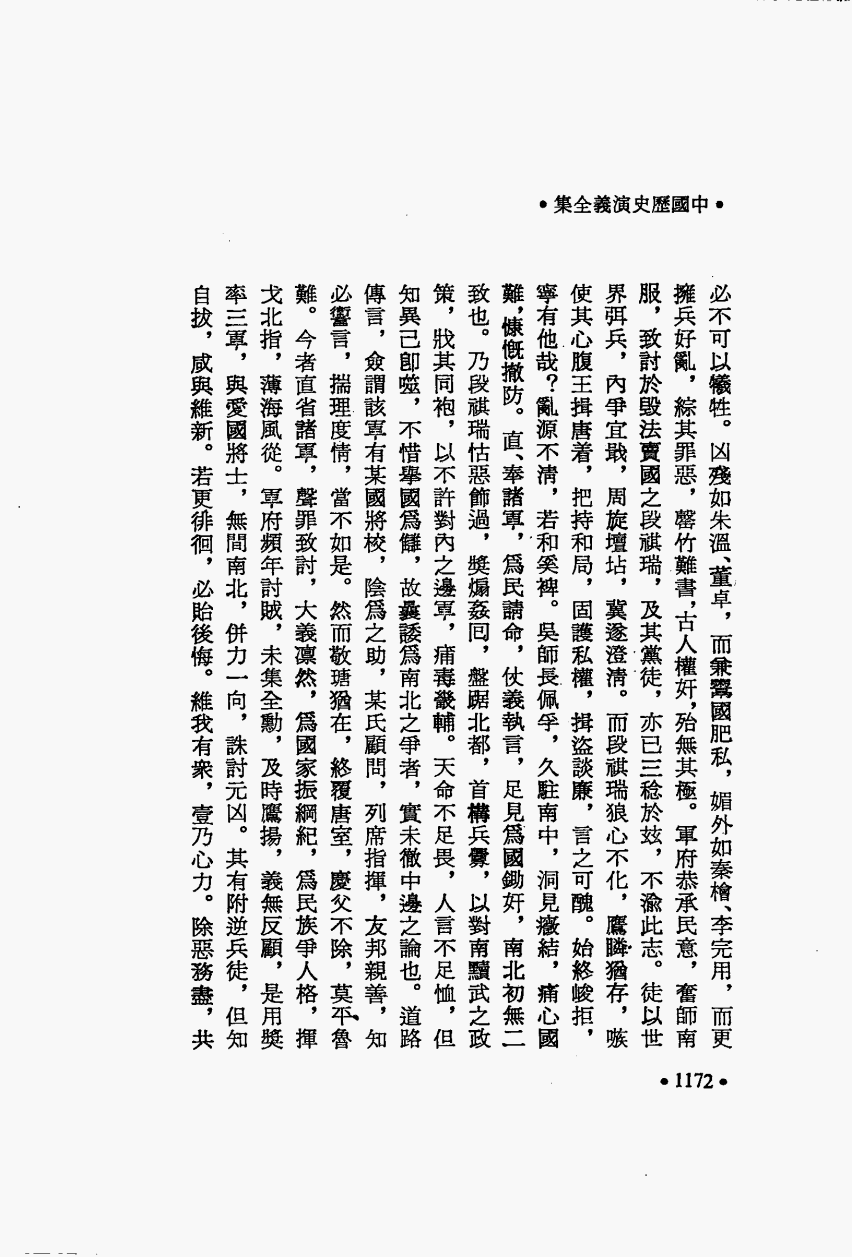 •中國歷史演義全集•
必不可以犧牲。凶殘如朱溫、董卓，而兼鬻國肥私，媚外如秦檜、李完用，而更
擁兵好亂，綜其罪惡，罄竹難書，古人權奸，殆無其極。軍府恭承民意，奮師南
服，致討於毀法賣國之段祺瑞，及其黨徒，亦已三稔於玆，不渝此志。徒以世
界弭兵，內爭宜戢，周旋壇坫，冀遂澄清。而段祺瑞狼心不化，鷹瞵猶存，嗾
使其心腹王揖唐着，把持和局，固護私權，揖盜談廉，言之可醜。始終峻拒，
寧有他哉？亂源不清，若和奚裨。吳師長佩孚，久駐南中，洞見癥結，痛心國
難，慷慨撤防。直、奉諸軍，爲民請命，仗義執言，足見爲國鋤奸，南北初無二
致也。乃段祺瑞怙惡飾過，獎煽姦回，盤踞北都，首構兵釁，以對南黷武之政
策，戕其同袍，以不許對內之邊軍，痡毒畿輔。天命不足畏，人言不足恤，但
知異己卽噬，不惜舉國爲讎，故曩諉爲南北之爭者，實未徹中邊之論也。道路
傳言，僉謂該軍有某國將校，陰爲之助，某氏顧問，列席指揮，友邦親善，知
必讏言，揣理度情，當不如是。然而敬瑭猶在，終覆唐室，慶父不除，莫平魯
難。今者直省諸軍，聲罪致討，大義凛然，爲國家振綱紀，爲民族爭人格，揮
戈北指，薄海風從。軍府頻年討賊，未集全勳，及時鷹揚，義無反顧，是用獎
率三軍，與愛國將士，無間南北，併力一向，誅討元凶。其有附逆兵徒，但知
自拔，咸與維新。若更徘徊，必貽後悔。維我有衆，壹乃心力。除惡務盡，共
•1172•